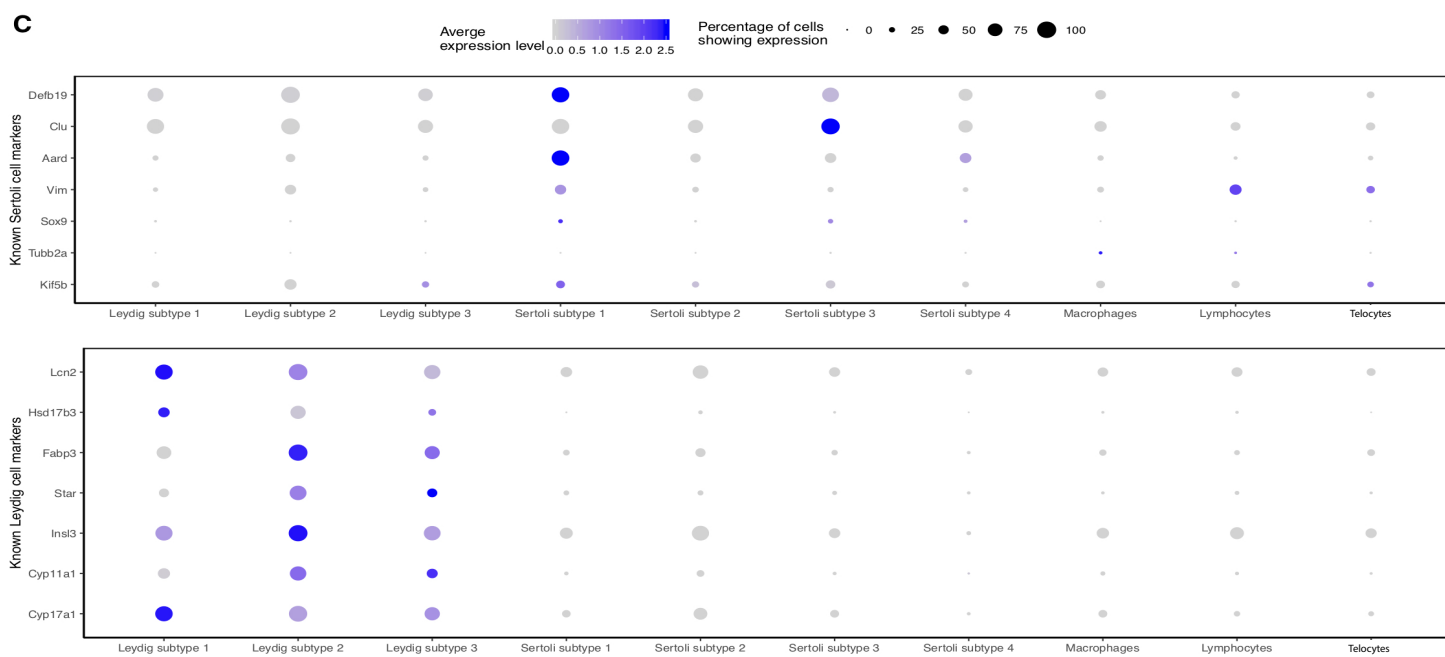 C
Averge
expression level
0.0 0.5 1.0 1.5 2.0 2.5
Percentage of cells
showing expression
0 25 50 75 100
Known Sertoli cell markers
Defb19
Clu
Aard
Vim
Sox9
Tubb2a
Kif5b
Leydig subtype 1 Leydig subtype 2 Leydig subtype 3 Sertoli subtype 1 Sertoli subtype 2 Sertoli subtype 3 Sertoli subtype 4 Macrophages Lymphocytes Telocytes
Known Leydig cell markers
Lcn2
Hsd17b3
Fabp3
Star
Insl3
Cyp11a1
Cyp17a1
Leydig subtype 1 Leydig subtype 2 Leydig subtype 3 Sertoli subtype 1 Sertoli subtype 2 Sertoli subtype 3 Sertoli subtype 4 Macrophages Lymphocytes Telocytes